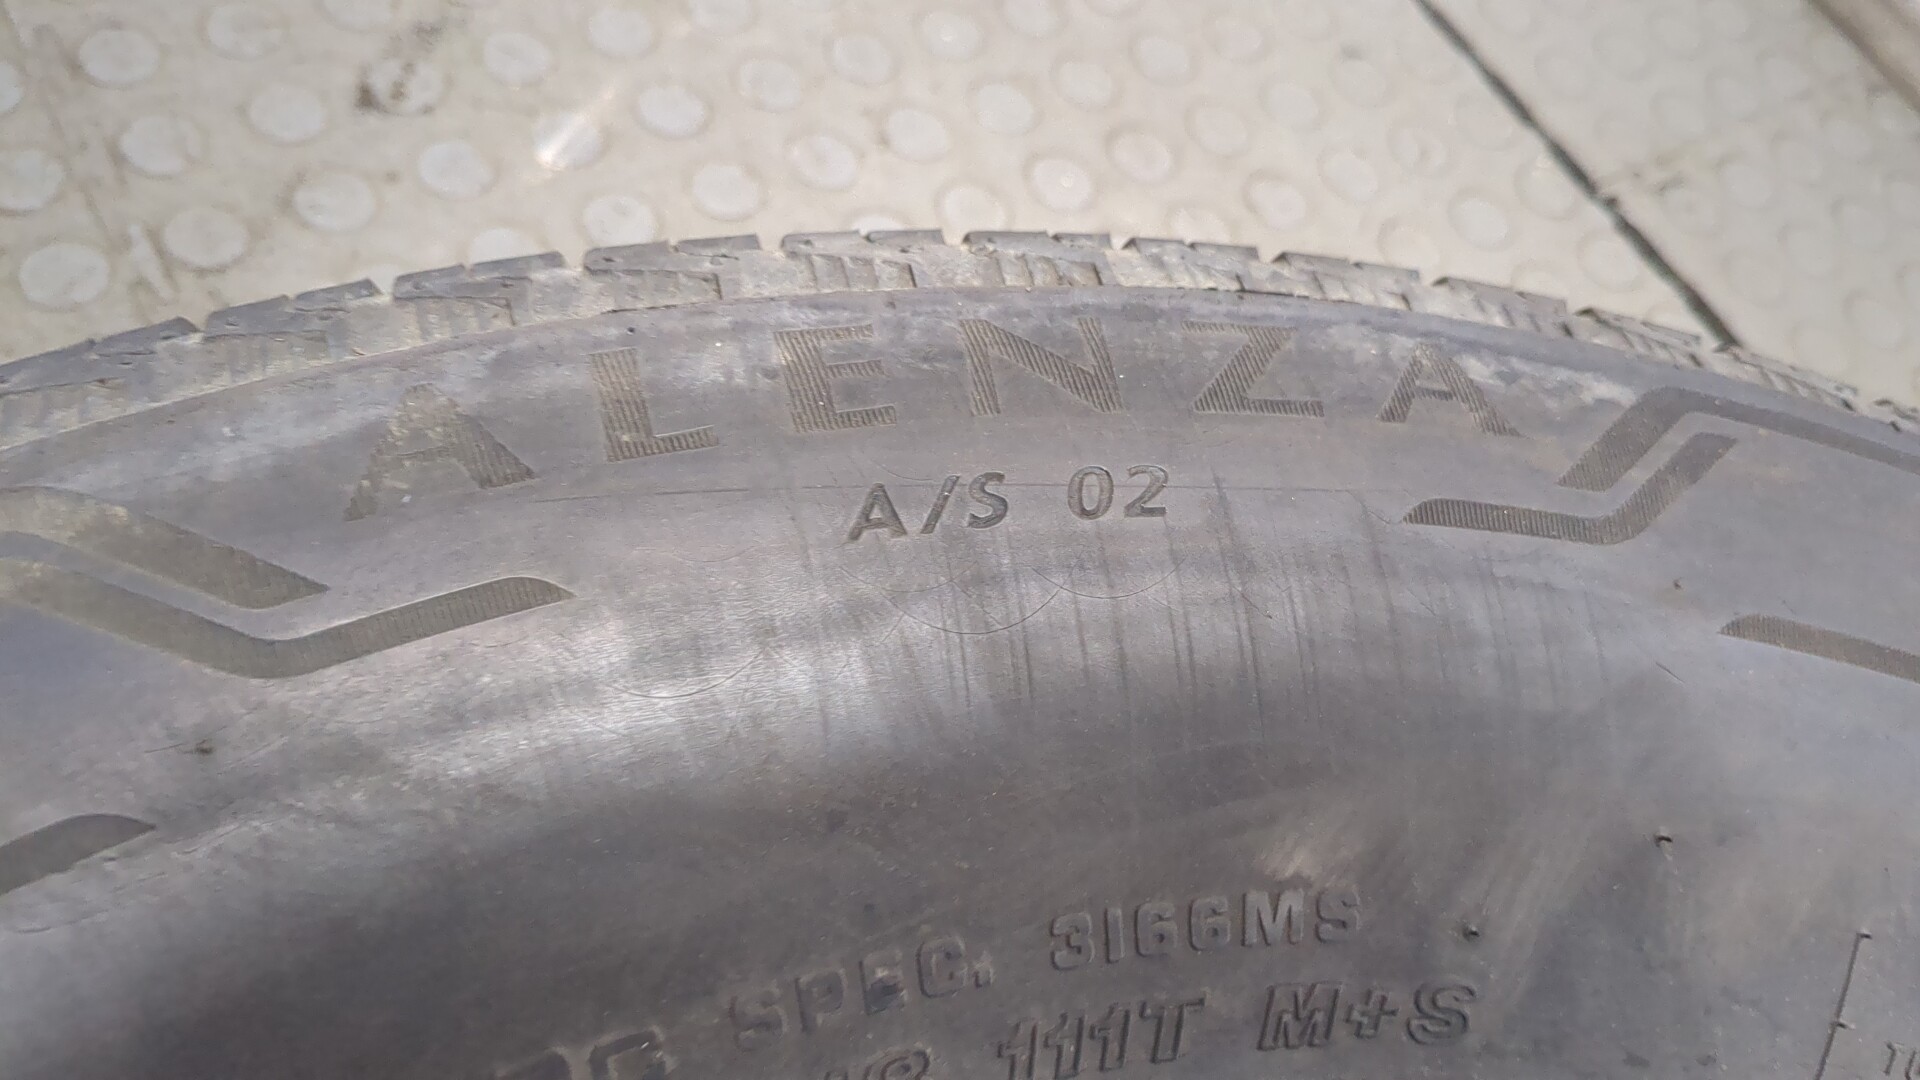 ALENZA
A/S 02
SPEC. 3166MS
111T M+S